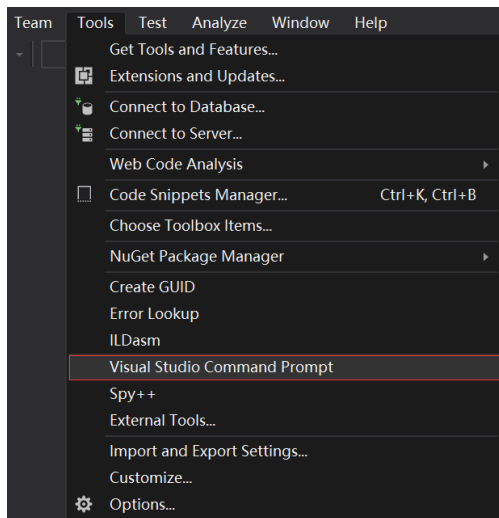 Team Tools Test Analyze Window Help
Get Tools and Features...
Extensions and Updates...
Connect to Database...
Connect to Server...
Web Code Analysis
Code Snippets Manager... Ctrl+K, Ctrl+B
Choose Toolbox Items...
NuGet Package Manager
Create GUID
Error Lookup
ILDasm
Visual Studio Command Prompt
Spy++
External Tools...
Import and Export Settings...
Customize...
Options...